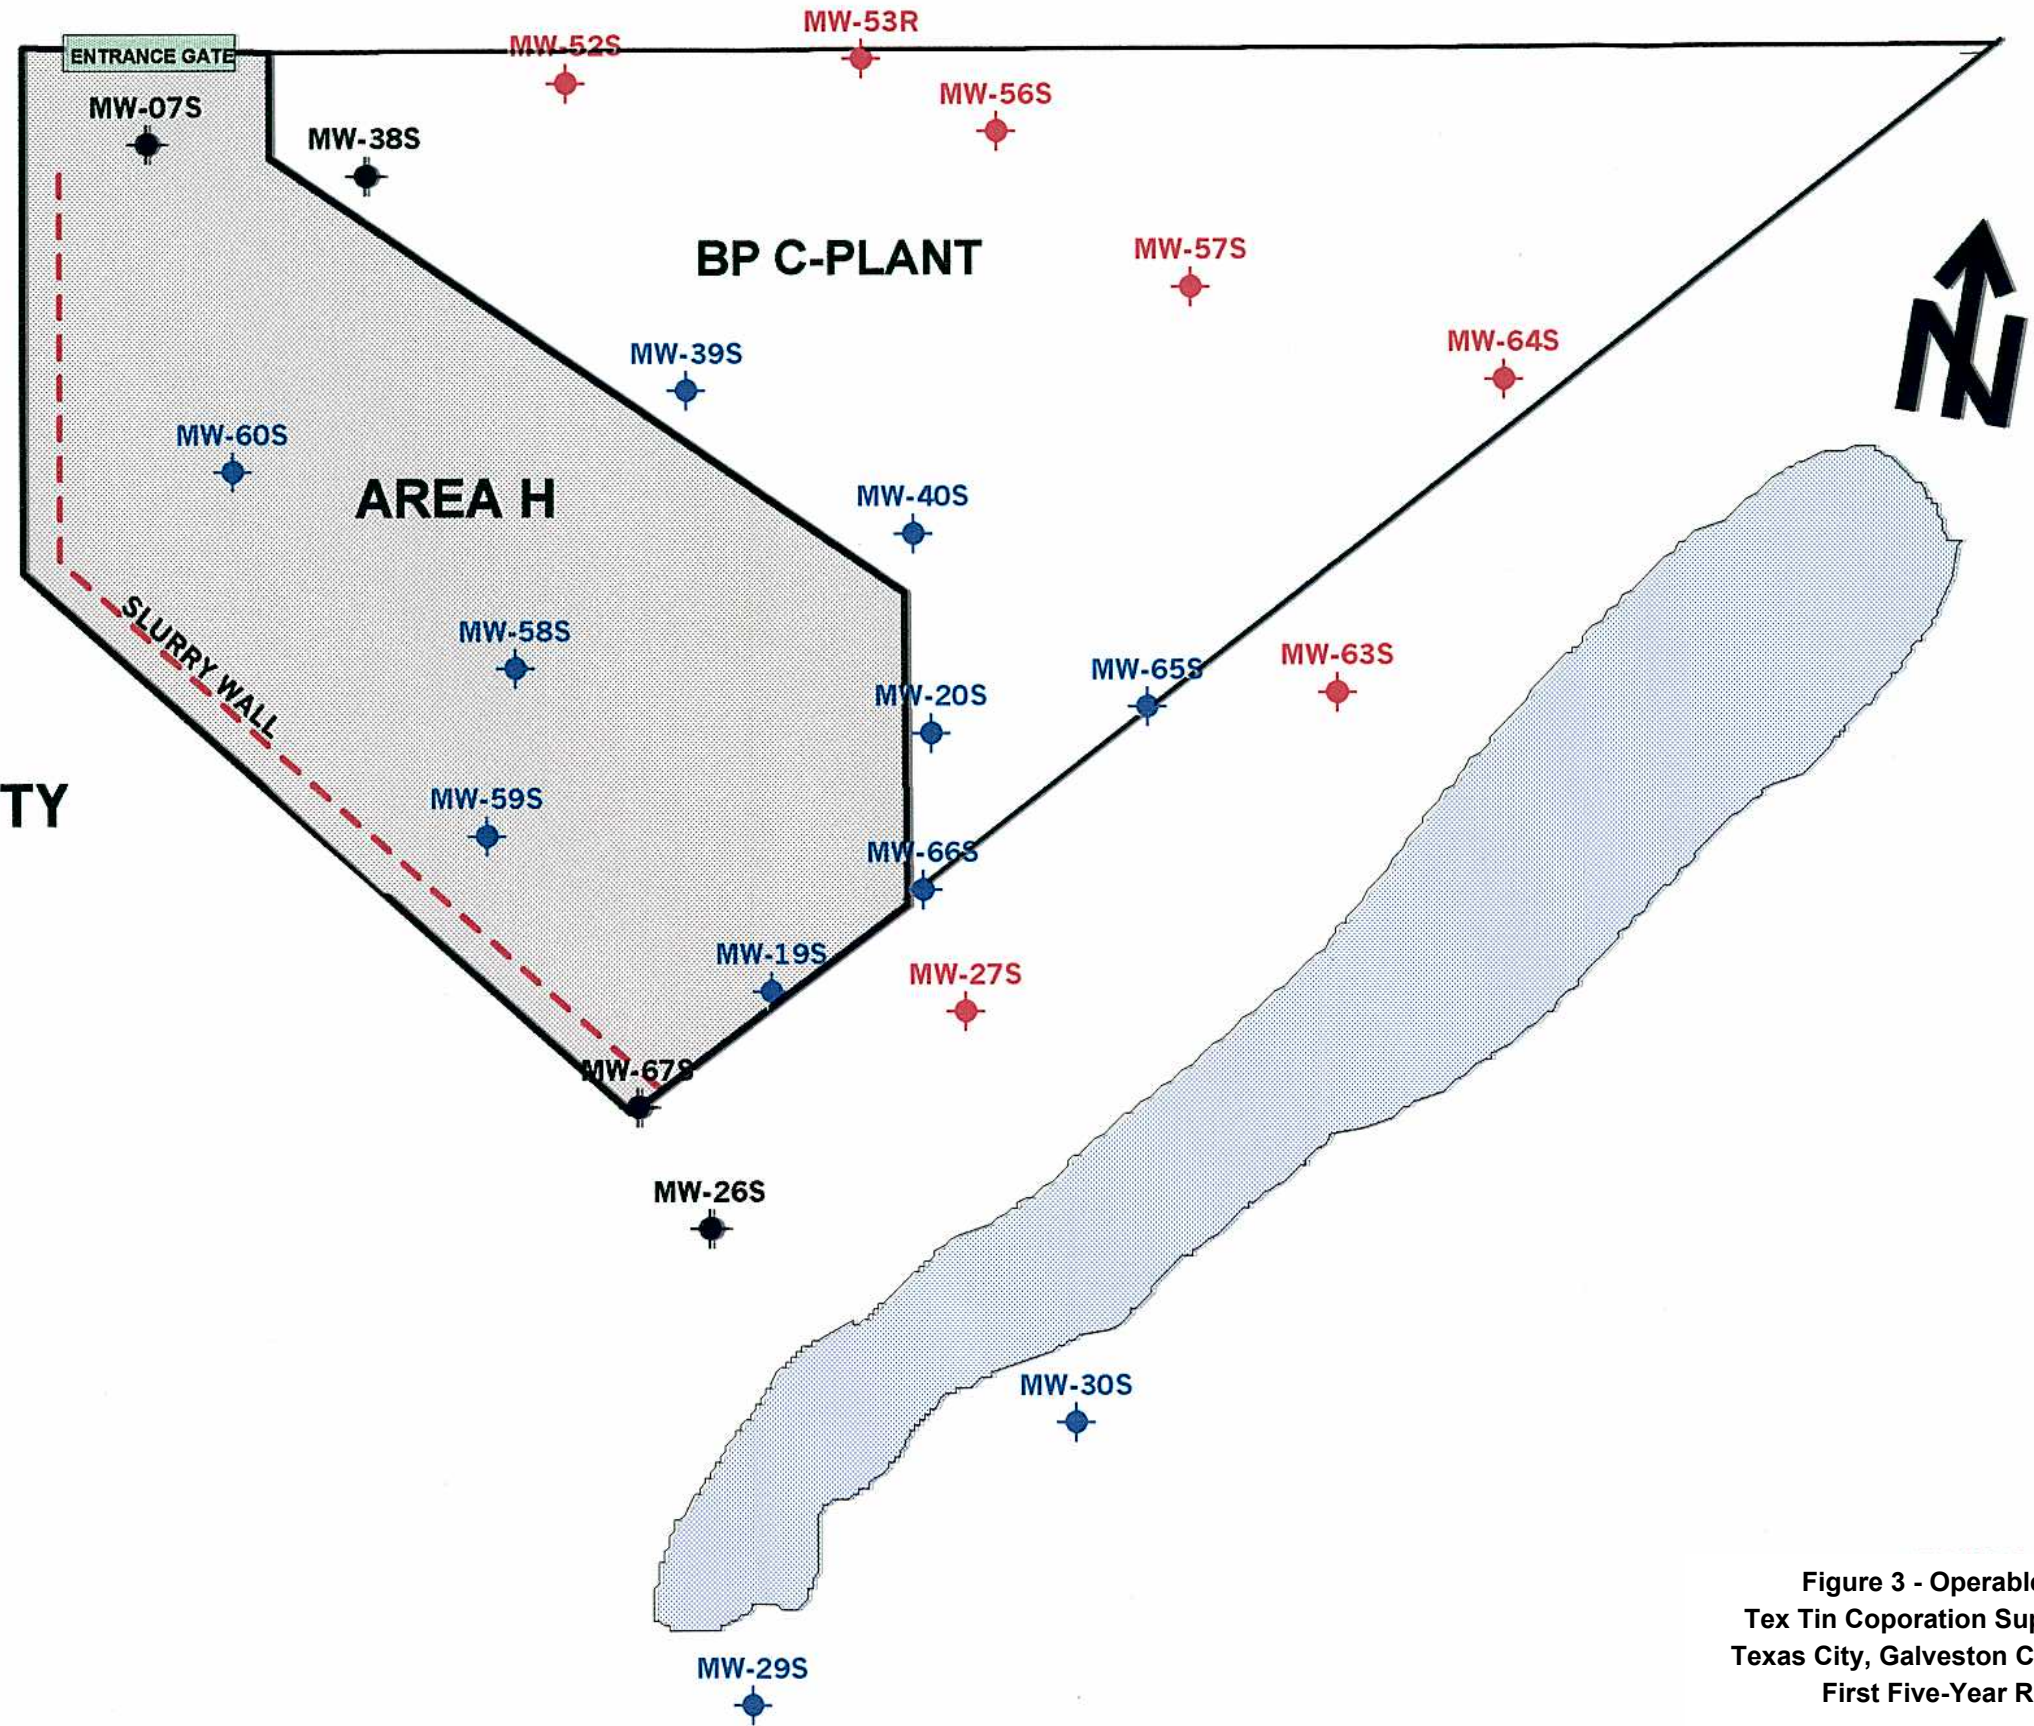 MW-53R
MW-52S
ENTRANCE GATE
MW-56S
MW-07S
MW-38S
BP C-PLANT
MW-57S
MW-64S
MW-39S
N
MW-60S
AREA H
MW-40S
SLURRY WALL
MW-58S
MW-63S
MW-65S
MW-20S
TY
MW-59S
MW-66S
MW-19S
MW-27S
MW-67S
MW-26S
MW-30S
Figure 3 - Operable
Tex Tin Coporation Sup
Texas City, Galveston C
First Five-Year R
MW-29S